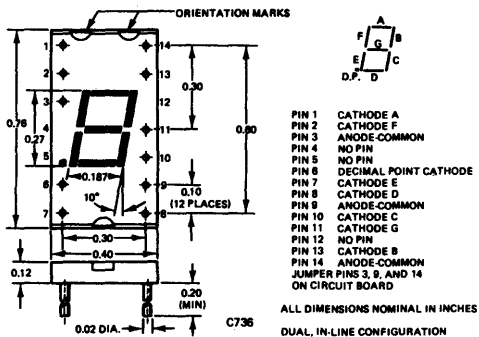 ORIENTATION MARKS
1
14
2
13
3
12
4
11
5
10
6
9
7
8
0.76
0.27
0.187
10°
0.30
0.60
0.10
(12 PLACES)
0.30
0.40
0.12
0.20
(MIN)
0.02 DIA.
C736
A
F
B
G
E
C
D.P.
D
PIN 1 CATHODE A
PIN 2 CATHODE F
PIN 3 ANODE-COMMON
PIN 4 NO PIN
PIN 5 NO PIN
PIN 6 DECIMAL POINT CATHODE
PIN 7 CATHODE E
PIN 8 CATHODE D
PIN 9 ANODE-COMMON
PIN 10 CATHODE C
PIN 11 CATHODE G
PIN 12 NO PIN
PIN 13 CATHODE B
PIN 14 ANODE-COMMON
JUMPER PINS 3, 9, AND 14
ON CIRCUIT BOARD
ALL DIMENSIONS NOMINAL IN INCHES
DUAL, IN-LINE CONFIGURATION